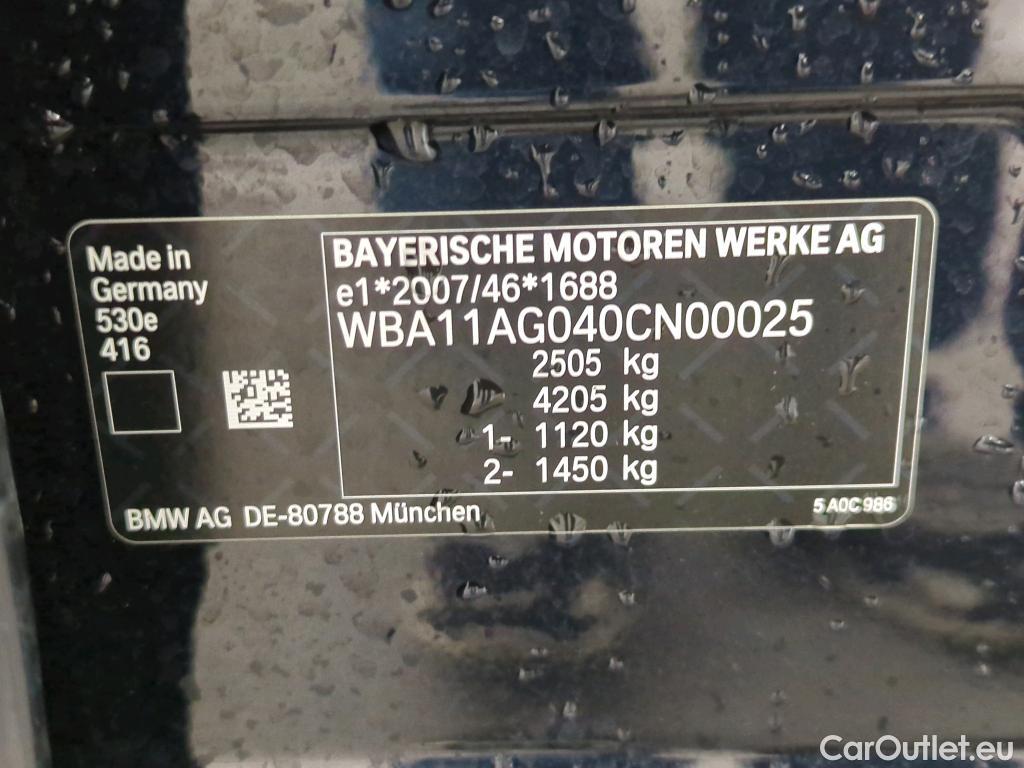 Made in
Germany
530e
416
BAYERISCHE MOTOREN WERKE AG
e1*2007/46*1688
WBA11AG040CN00025
2505 kg
4205 kg
1- 1120 kg
2- 1450 kg
BMW AG DE-80788 München
5 A0C 986
CarOutlet.eu